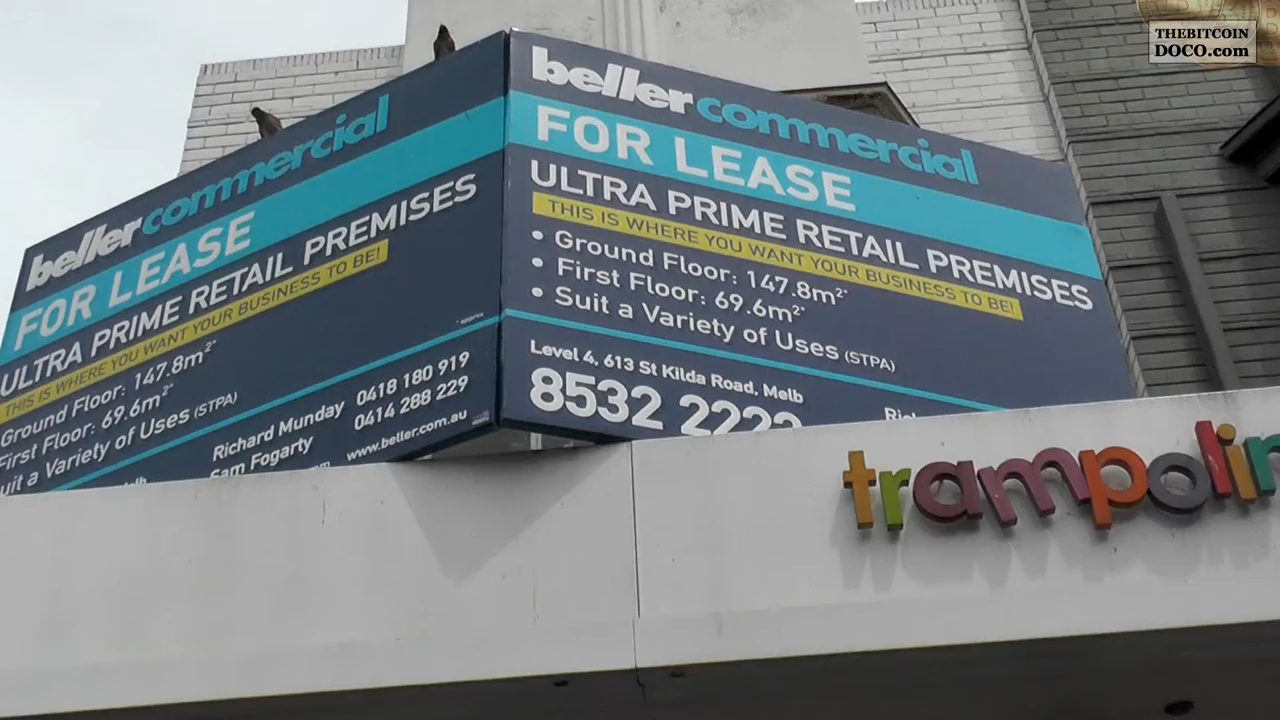 THEBITCOIN
DOCO.com
beller commercial
FOR LEASE
ULTRA PRIME RETAIL PREMISES
THIS IS WHERE YOU WANT YOUR BUSINESS TO BE!
Ground Floor: 147.8m²*
First Floor: 69.6m²*
Suit a Variety of Uses (STPA)
* approx
Richard Munday 0418 180 919
Sam Fogarty 0414 288 229
www.beller.com.au
beller commercial
FOR LEASE
ULTRA PRIME RETAIL PREMISES
THIS IS WHERE YOU WANT YOUR BUSINESS TO BE!
• Ground Floor: 147.8m²*
• First Floor: 69.6m²*
• Suit a Variety of Uses (STPA)
Level 4, 613 St Kilda Road, Melb
8532 2222
trampolin